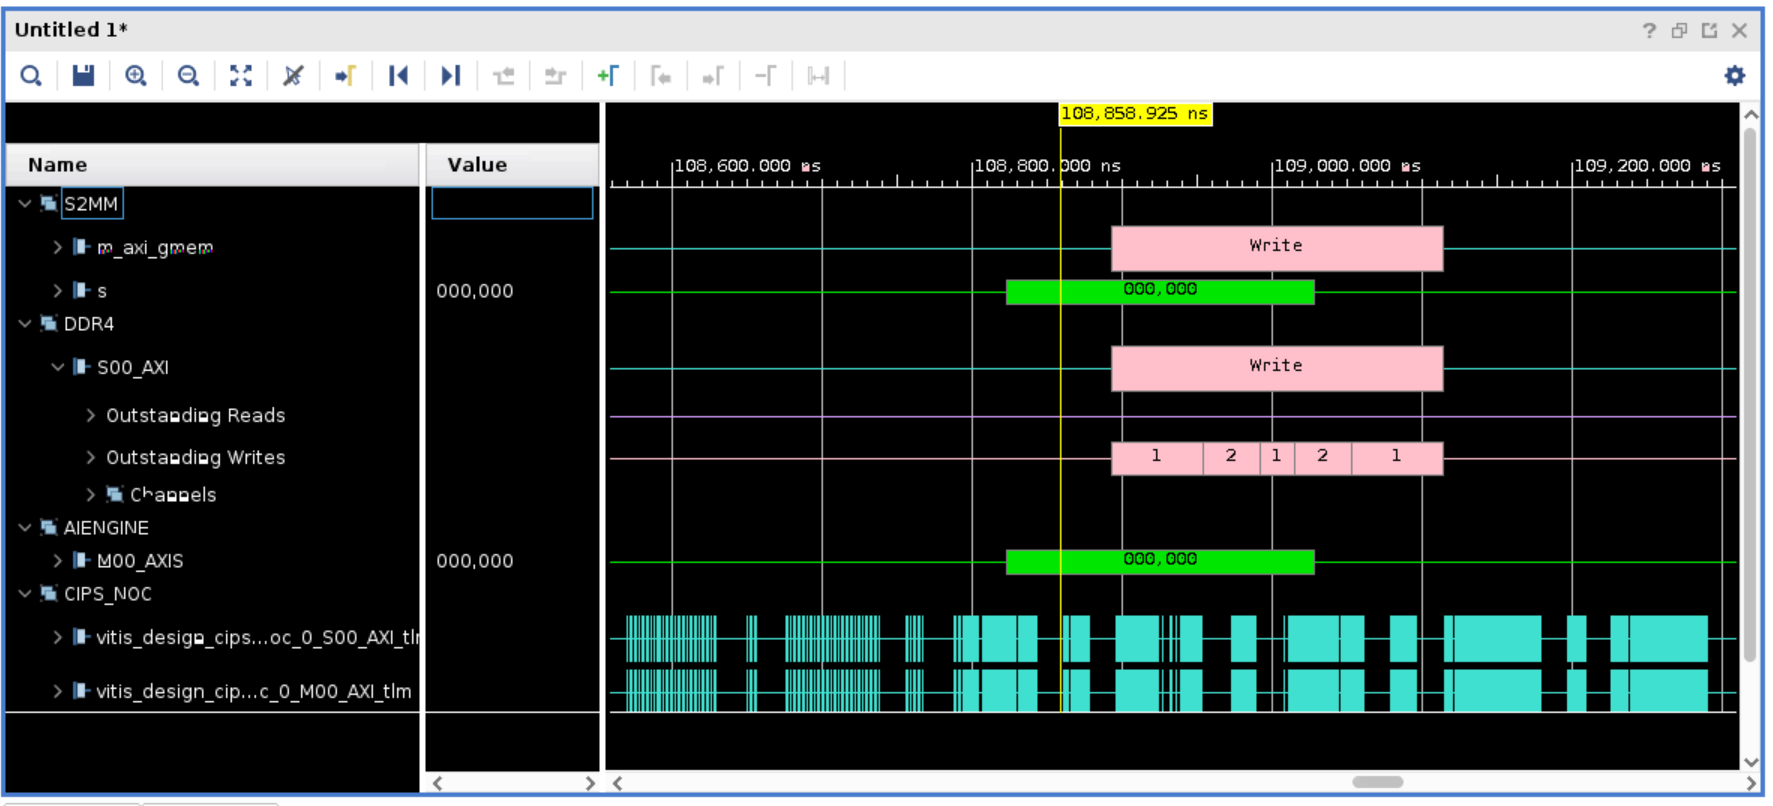 Untitled 1*
108,858.925 ns
Name Value 108,600.000 ns 108,800.000 ns 109,000.000 ns 109,200.000 ns
S2MM
m_axi_gmem Write
s 000,000 000,000
DDR4
S00_AXI Write
Outstanding Reads
Outstanding Writes 1 2 1 2 1
Channels
AIENGINE
M00_AXIS 000,000 000,000
CIPS_NOC
vitis_design_cips...oc_0_S00_AXI_tl
vitis_design_cip...c_0_M00_AXI_tlm